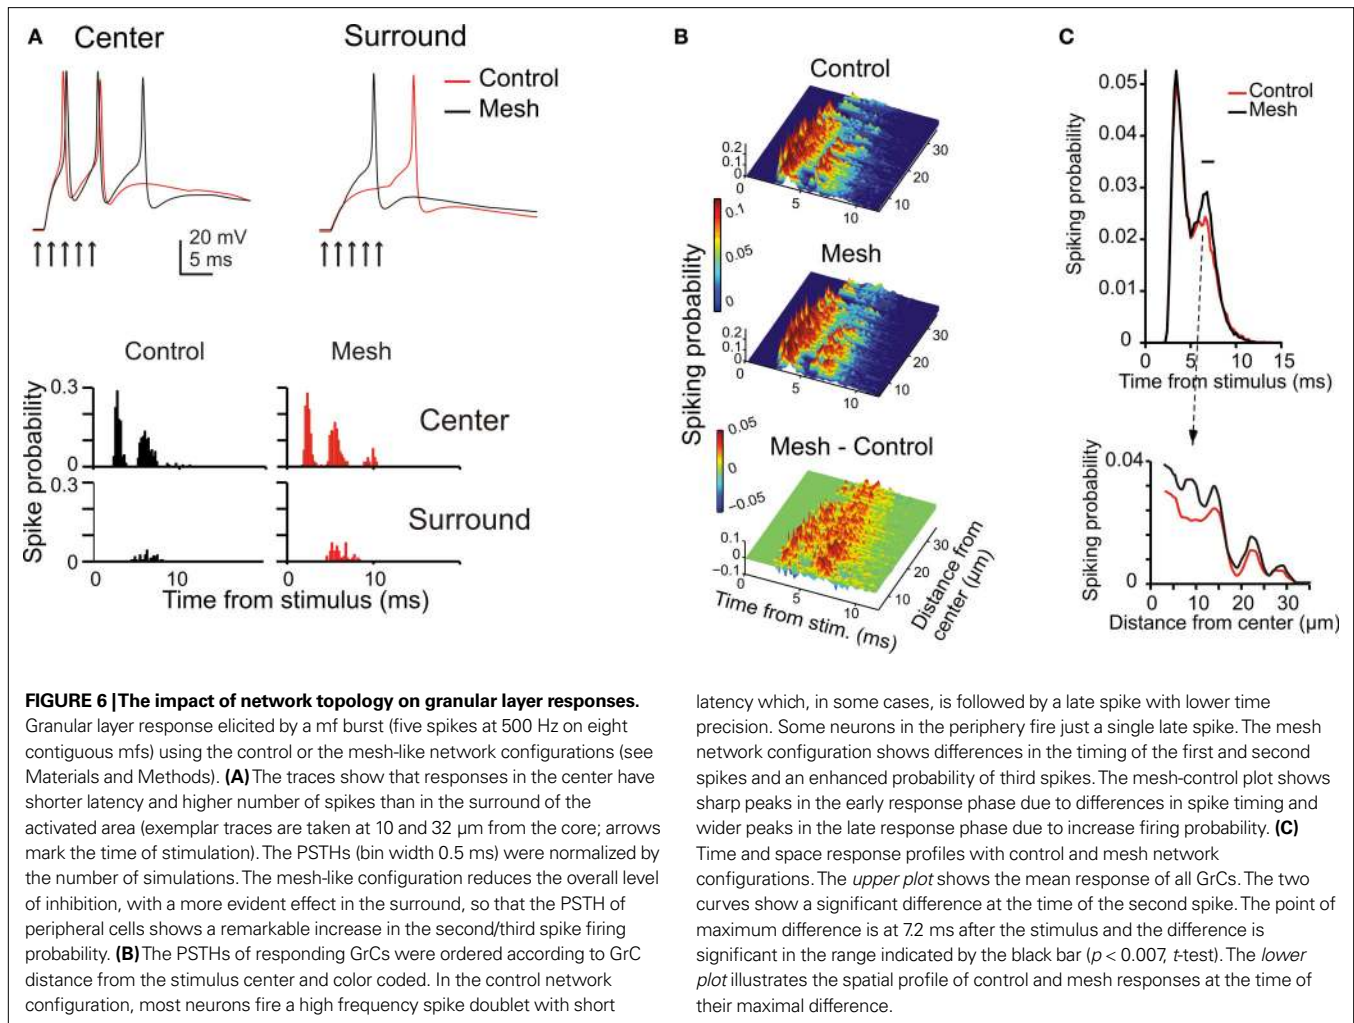 A
Center
Surround
Control
Mesh
20 mV
5 ms
Control
Mesh
Spike probability
0.3
0
0.3
0
Center
Surround
0
10
0
10
Time from stimulus (ms)
B
Control
0.2
0.1
0
0
5
10
10
20
30
Spiking probability
0.1
0.05
0
Mesh
0.2
0.1
0
0
5
10
10
20
30
Mesh - Control
0.05
0
−0.05
0.1
0
−0.1
0
5
10
10
20
30
Time from stim. (ms)
Distance from
center (µm)
C
Control
Mesh
Spiking probability
0.05
0.04
0.03
0.02
0.01
0
0
5
10
15
Time from stimulus (ms)
Spiking probability
0.04
0
0
10
20
30
Distance from center (µm)
FIGURE 6 | The impact of network topology on granular layer responses.
Granular layer response elicited by a mf burst (five spikes at 500 Hz on eight
contiguous mfs) using the control or the mesh-like network configurations (see
Materials and Methods). (A) The traces show that responses in the center have
shorter latency and higher number of spikes than in the surround of the
activated area (exemplar traces are taken at 10 and 32 µm from the core; arrows
mark the time of stimulation). The PSTHs (bin width 0.5 ms) were normalized by
the number of simulations. The mesh-like configuration reduces the overall level
of inhibition, with a more evident effect in the surround, so that the PSTH of
peripheral cells shows a remarkable increase in the second/third spike firing
probability. (B) The PSTHs of responding GrCs were ordered according to GrC
distance from the stimulus center and color coded. In the control network
configuration, most neurons fire a high frequency spike doublet with short
latency which, in some cases, is followed by a late spike with lower time
precision. Some neurons in the periphery fire just a single late spike. The mesh
network configuration shows differences in the timing of the first and second
spikes and an enhanced probability of third spikes. The mesh-control plot shows
sharp peaks in the early response phase due to differences in spike timing and
wider peaks in the late response phase due to increase firing probability. (C)
Time and space response profiles with control and mesh network
configurations. The upper plot shows the mean response of all GrCs. The two
curves show a significant difference at the time of the second spike. The point of
maximum difference is at 7.2 ms after the stimulus and the difference is
significant in the range indicated by the black bar (p < 0.007, t-test). The lower
plot illustrates the spatial profile of control and mesh responses at the time of
their maximal difference.